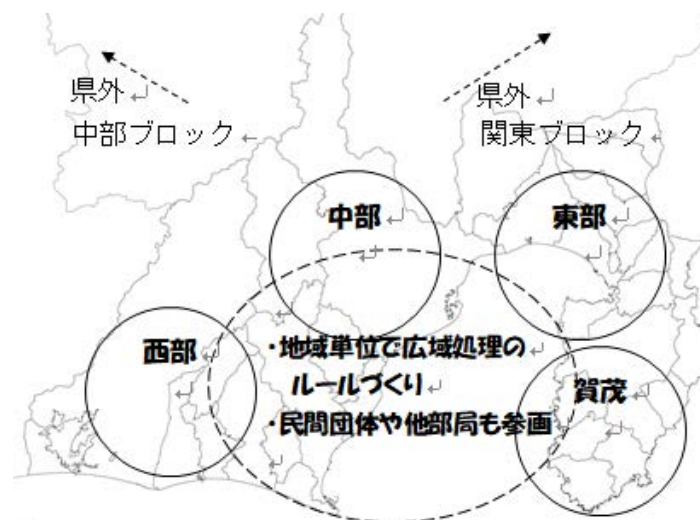 県外
中部ブロック
県外
関東ブロック
中部
東部
西部
・地域単位で広域処理の
ルールづくり
・民間団体や他部局も参画
賀茂